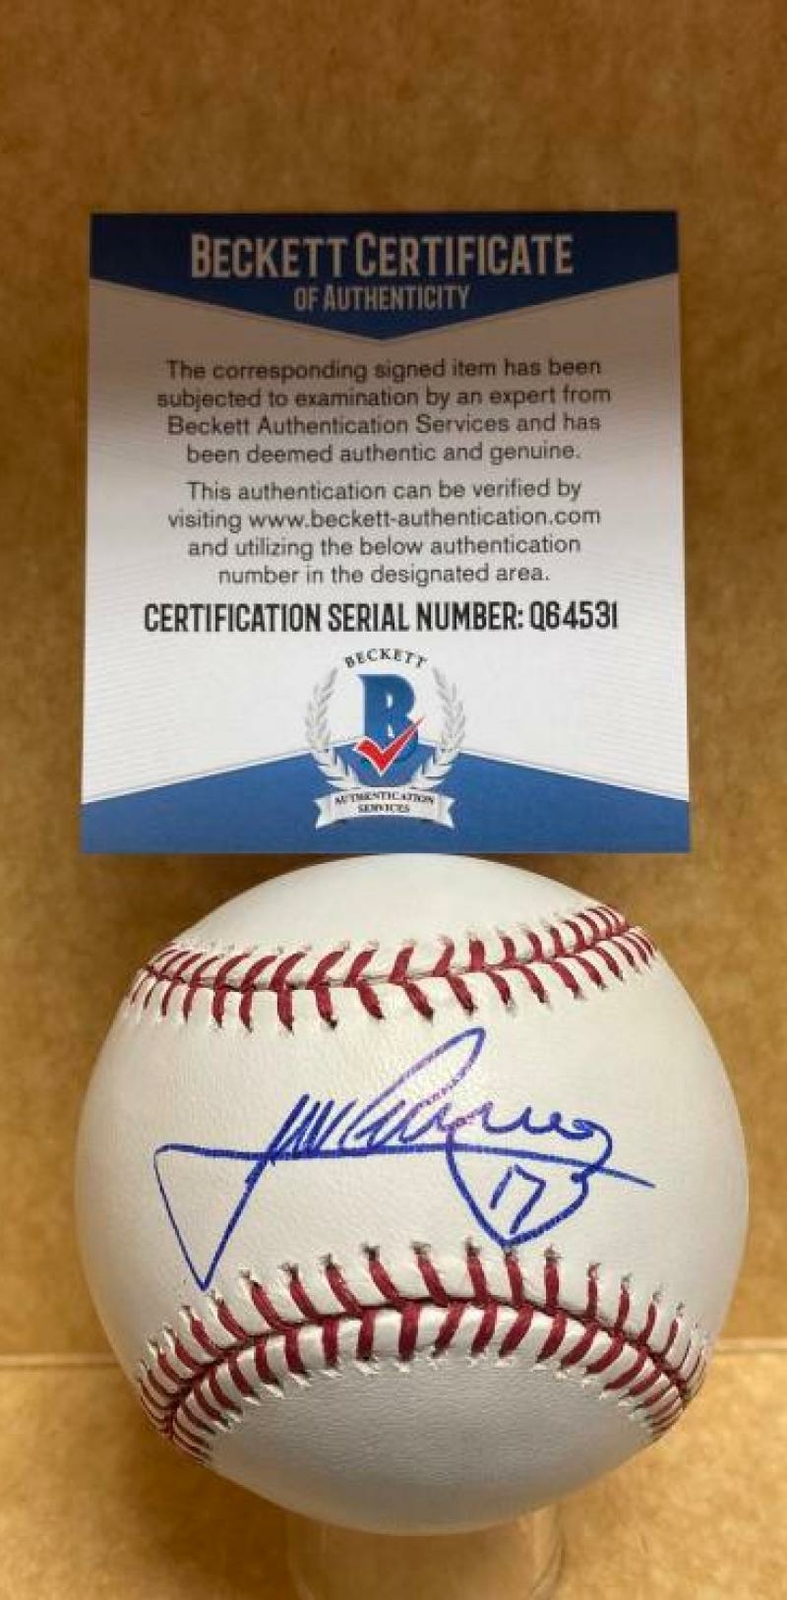 BECKETT CERTIFICATE
OF AUTHENTICITY
The corresponding signed item has been
subjected to examination by an expert from
Beckett Authentication Services and has
been deemed authentic and genuine.
This authentication can be verified by
visiting www.beckett-authentication.com
and utilizing the below authentication
number in the designated area.
CERTIFICATION SERIAL NUMBER: Q64531
BECKETT
B
AUTHENTICATION
SERVICES
17